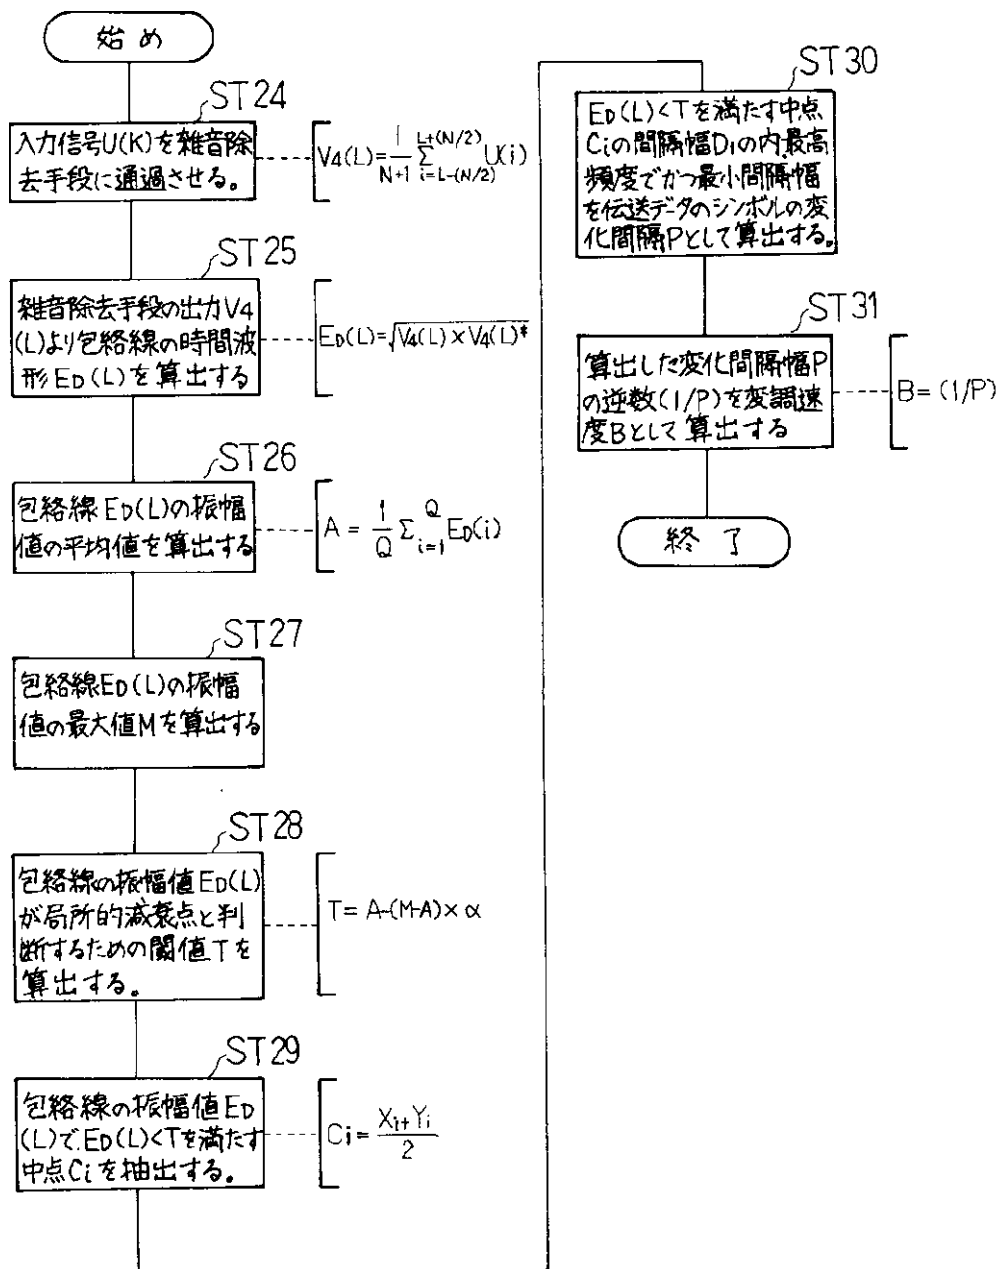 始め
ST24
入力信号U(K)を雑音除
去手段に通過させる。
V4(L)=1/(N+1) Σ_{i=L-(N/2)}^{L+(N/2)} U(i)
ST25
雑音除去手段の出力V4
(L)より包絡線の時間波
形ED(L)を算出する
ED(L)=√(V4(L)×V4(L)*)
ST26
包絡線ED(L)の振幅
値の平均値を算出する
A = 1/Q Σ_{i=1}^{Q} ED(i)
ST27
包絡線ED(L)の振幅
値の最大値Mを算出する
ST28
包絡線の振幅値ED(L)
が局所的減衰点と判
断するための閾値Tを
算出する。
T=A-(M-A)×α
ST29
包絡線の振幅値ED
(L)で、ED(L)<Tを満たす
中点Ciを抽出する。
Ci=(Xi+Yi)/2
ST30
ED(L)<Tを満たす中点
Ciの間隔幅Diの内、最高
頻度でかつ最小間隔幅
を伝送データのシンボルの変
化間隔Pとして算出する。
ST31
算出した変化間隔幅P
の逆数(1/P)を変調速
度Bとして算出する
B=(1/P)
終了